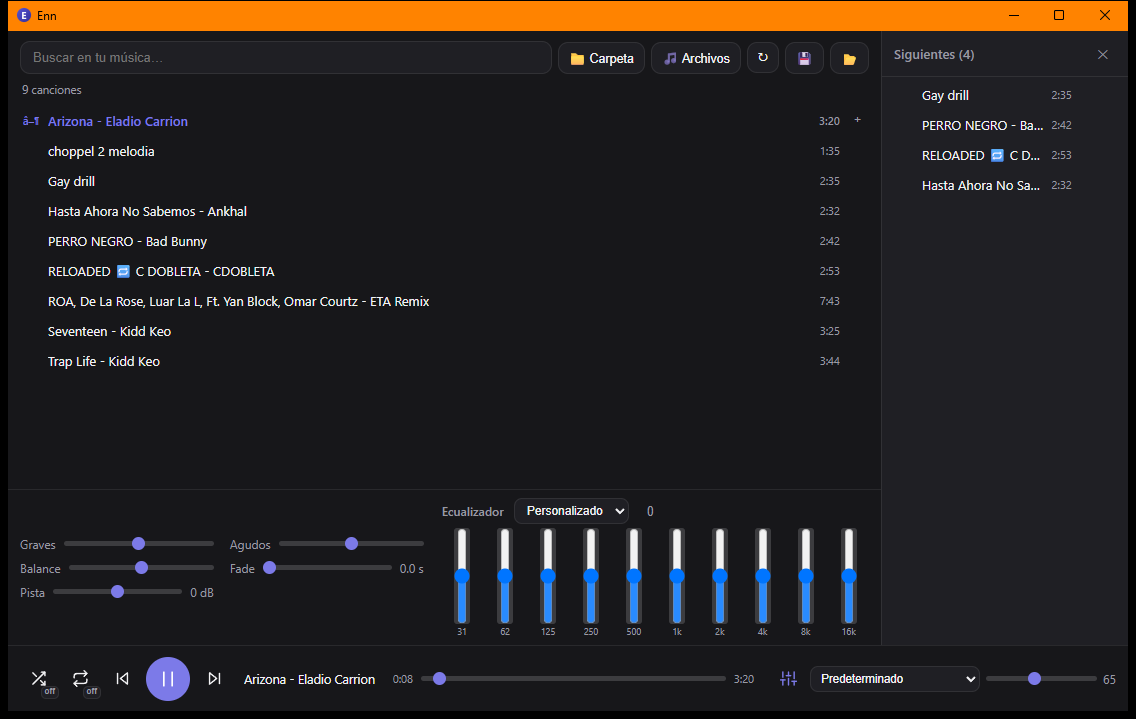 E Enn
Buscar en tu música…
Carpeta
Archivos
↻
9 canciones
â–¶ Arizona - Eladio Carrion 3:20 +
choppel 2 melodia 1:35
Gay drill 2:35
Hasta Ahora No Sabemos - Ankhal 2:32
PERRO NEGRO - Bad Bunny 2:42
RELOADED 🔁 C DOBLETA - CDOBLETA 2:53
ROA, De La Rose, Luar La L, Ft. Yan Block, Omar Courtz - ETA Remix 7:43
Seventeen - Kidd Keo 3:25
Trap Life - Kidd Keo 3:44
Siguientes (4)
Gay drill 2:35
PERRO NEGRO - Ba... 2:42
RELOADED 🔁 C D... 2:53
Hasta Ahora No Sa... 2:32
Ecualizador Personalizado 0
Graves
Agudos
Balance
Fade 0.0 s
Pista 0 dB
31 62 125 250 500 1k 2k 4k 8k 16k
off
off
Arizona - Eladio Carrion 0:08 3:20
Predeterminado
65